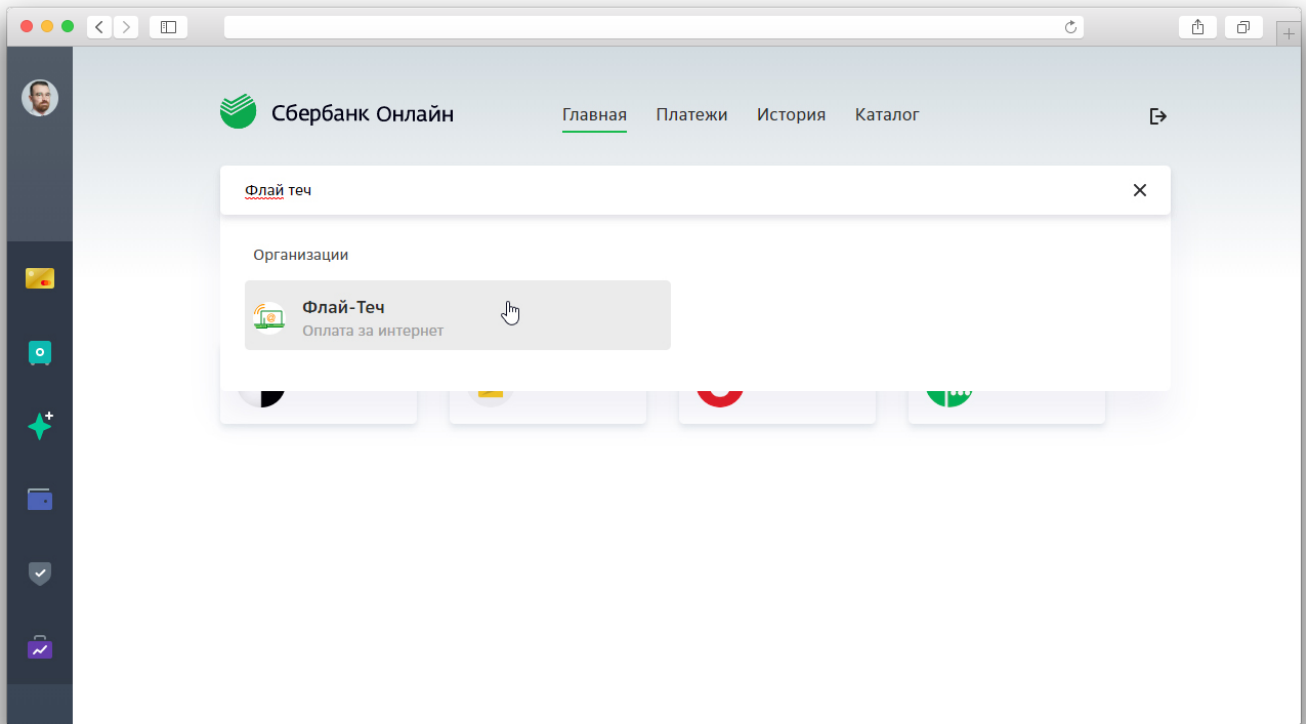 Сбербанк Онлайн
Главная Платежи История Каталог
Флай теч
Организации
Флай-Теч
Оплата за интернет